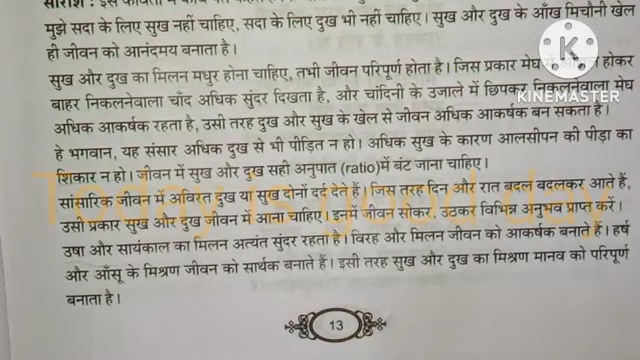 सारांश : इस कविता में कवि
मुझे सदा के लिए सुख नहीं चाहिए, सदा के लिए दुख भी नहीं चाहिए। सुख और दुख के आँख मिचौनी खेल
ही जीवन को आनंदमय बनाता है।
सुख और दुख का मिलन मधुर होना चाहिए, तभी जीवन परिपूर्ण होता है। जिस प्रकार मेघ में होकर
बाहर निकलनेवाला चाँद अधिक सुंदर दिखता है, और चांदिनी के उजाले में छिपकर निकलनेवाला मेघ
अधिक आकर्षक रहता है, उसी तरह दुख और सुख के खेल से जीवन अधिक आकर्षक बन सकता है।
हे भगवान, यह संसार अधिक दुख से भी पीड़ित न हो। अधिक सुख के कारण आलसीपन की पीड़ा का
शिकार न हो। जीवन में सुख और दुख सही अनुपात (ratio) में बंट जाना चाहिए।
सांसारिक जीवन में अविरत दुख या सुख दोनों दर्द देते हैं। जिस तरह दिन और रात बदल बदलकर आते हैं,
उसी प्रकार सुख और दुख जीवन में आना चाहिए। इनमें जीवन सोकर, उठकर विभिन्न अनुभव प्राप्त करें।
उषा और सायंकाल का मिलन अत्यंत सुंदर रहता है। विरह और मिलन जीवन को आकर्षक बनाते हैं। हर्ष
और आँसू के मिश्रण जीवन को सार्थक बनाते हैं। इसी तरह सुख और दुख का मिश्रण मानव को परिपूर्ण
बनाता है।
13
KINEMASTER
Today is good day